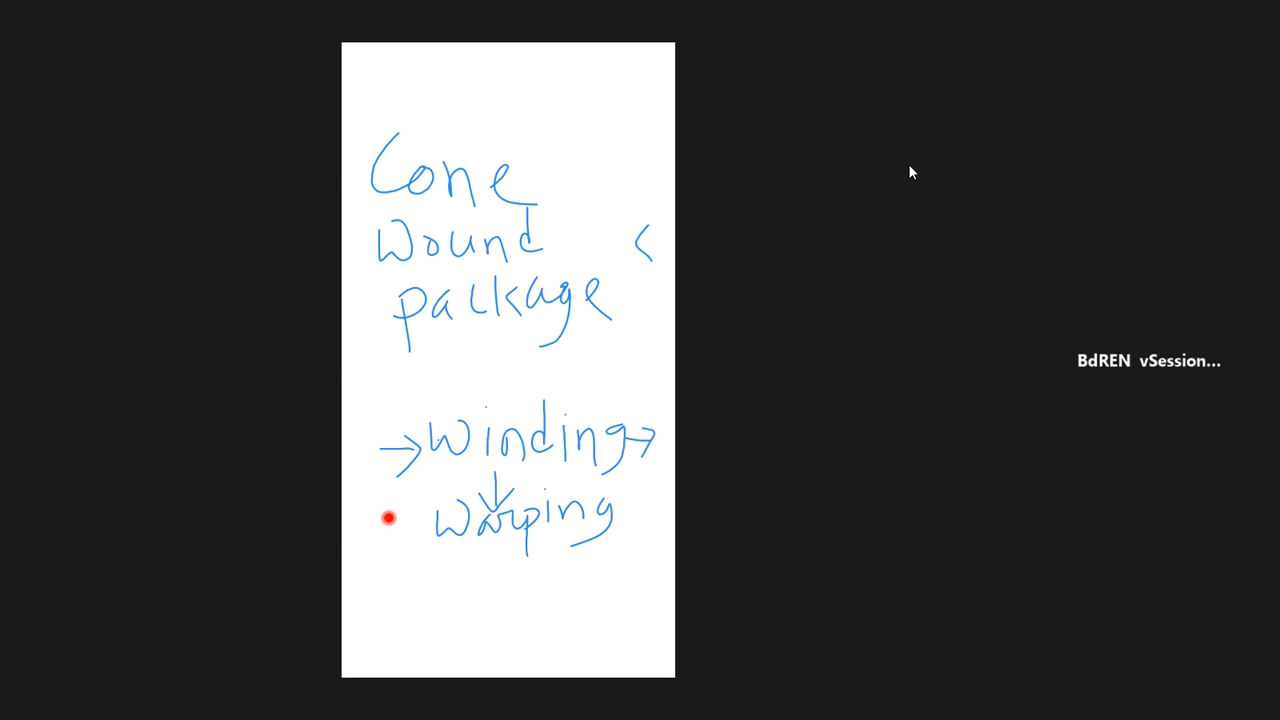 Cone
Wound <
package
→ Winding →
↓
Warping
BdREN vSession...